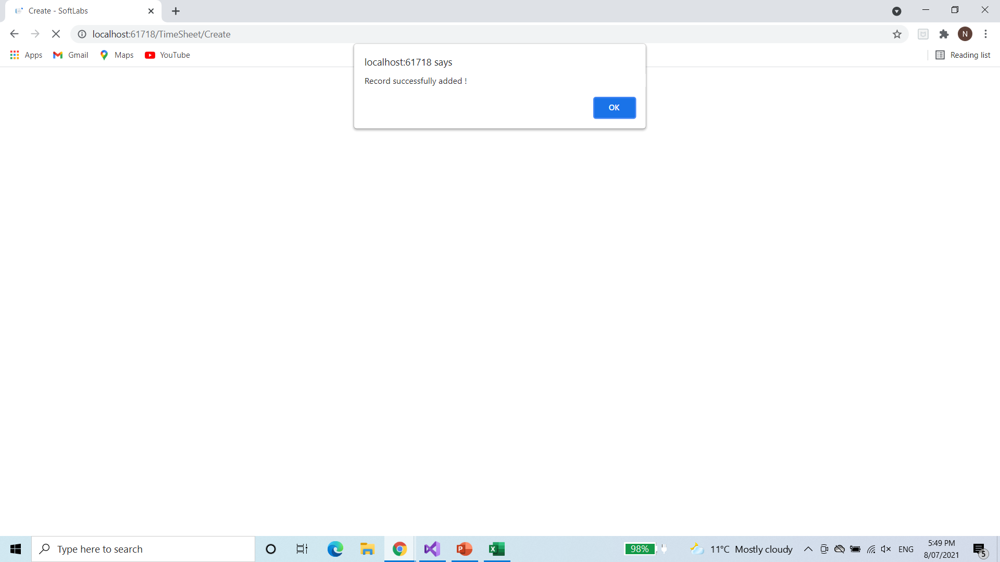 Create - SoftLabs
localhost:61718/TimeSheet/Create
N
Apps
Gmail
Maps
YouTube
Reading list
localhost:61718 says
Record successfully added !
OK
Type here to search
98%
11°C Mostly cloudy
ENG
5:49 PM
8/07/2021
5